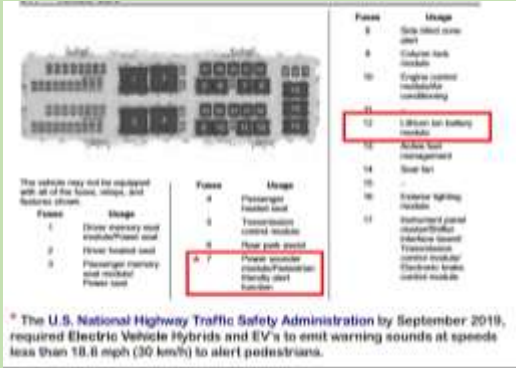 The vehicle may not be equipped
with all of the fuses, relays, and
features shown.
Fuses Usage
1 Driver memory seat
module/Power seat
2 Driver heated seat
3 Passenger memory
seat module/
Power seat
Fuses Usage
4 Passenger
heated seat
5 Transmission
control module
6 Rear park assist
* 7 Power sounder
module/Pedestrian
friendly alert
function
Fuses Usage
8 Side blind zone
alert
9 Column lock
module
10 Engine control
module/Air
conditioning
11 –
12 Lithium ion battery
module
13 Active fuel
management
14 Seat fan
15 –
16 Exterior lighting
module
17 Instrument panel
cluster/Shifter
interface board/
Transmission
control module/
Electronic brake
control module
* The U.S. National Highway Traffic Safety Administration by September 2019,
required Electric Vehicle Hybrids and EV's to emit warning sounds at speeds
less than 18.6 mph (30 km/h) to alert pedestrians.